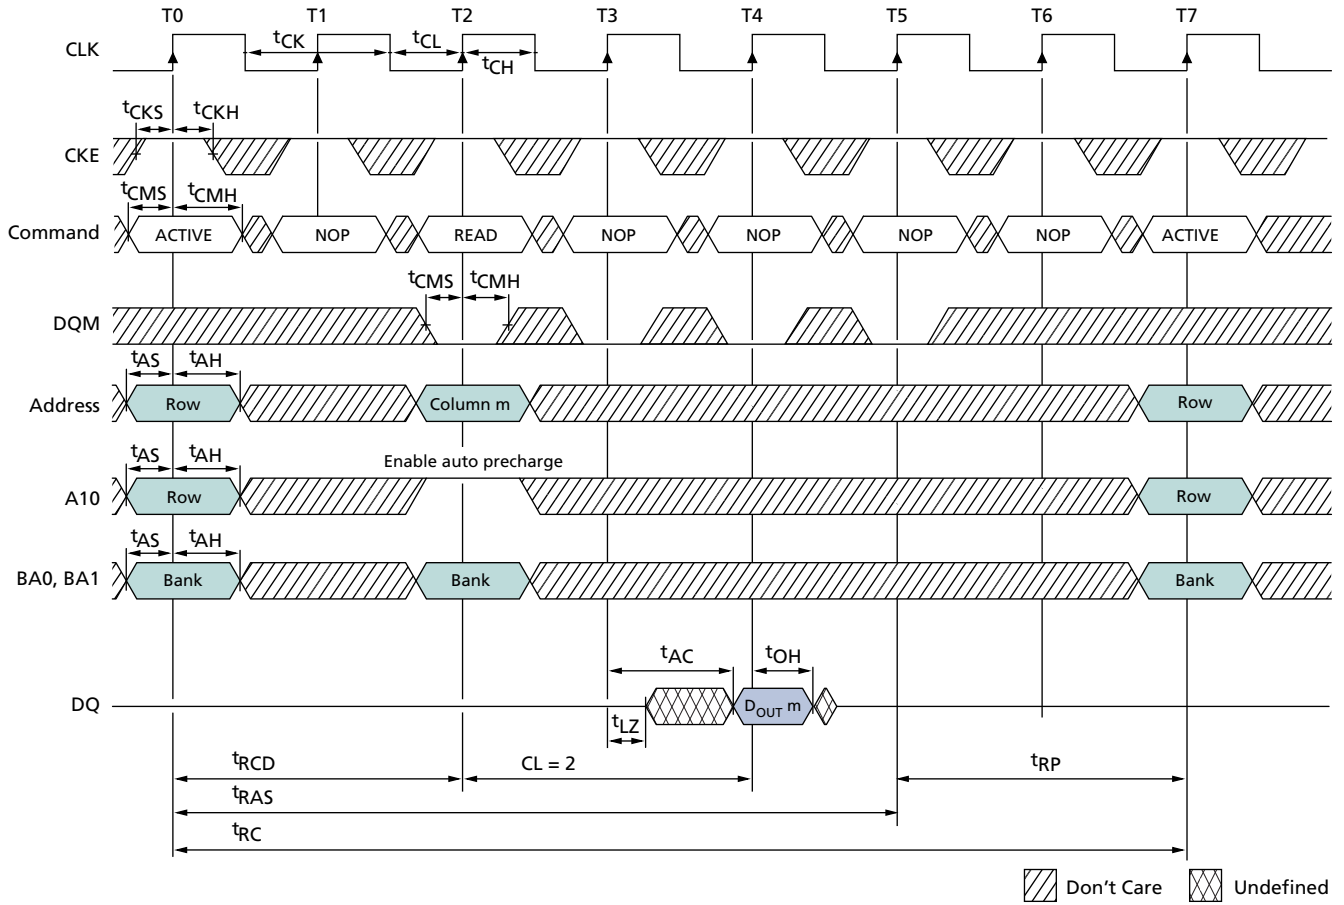 T0 T1 T2 T3 T4 T5 T6 T7
CLK
tCK tCL
tCH
tCKS tCKH
CKE
tCMS tCMH
Command ACTIVE NOP READ NOP NOP NOP NOP ACTIVE
tCMS tCMH
DQM
tAS tAH
Address Row Column m Row
tAS tAH
Enable auto precharge
A10 Row Row
tAS tAH
BA0, BA1 Bank Bank Bank
tAC tOH
DQ DOUT m
tLZ
tRCD CL = 2 tRP
tRAS
tRC
Don't Care Undefined